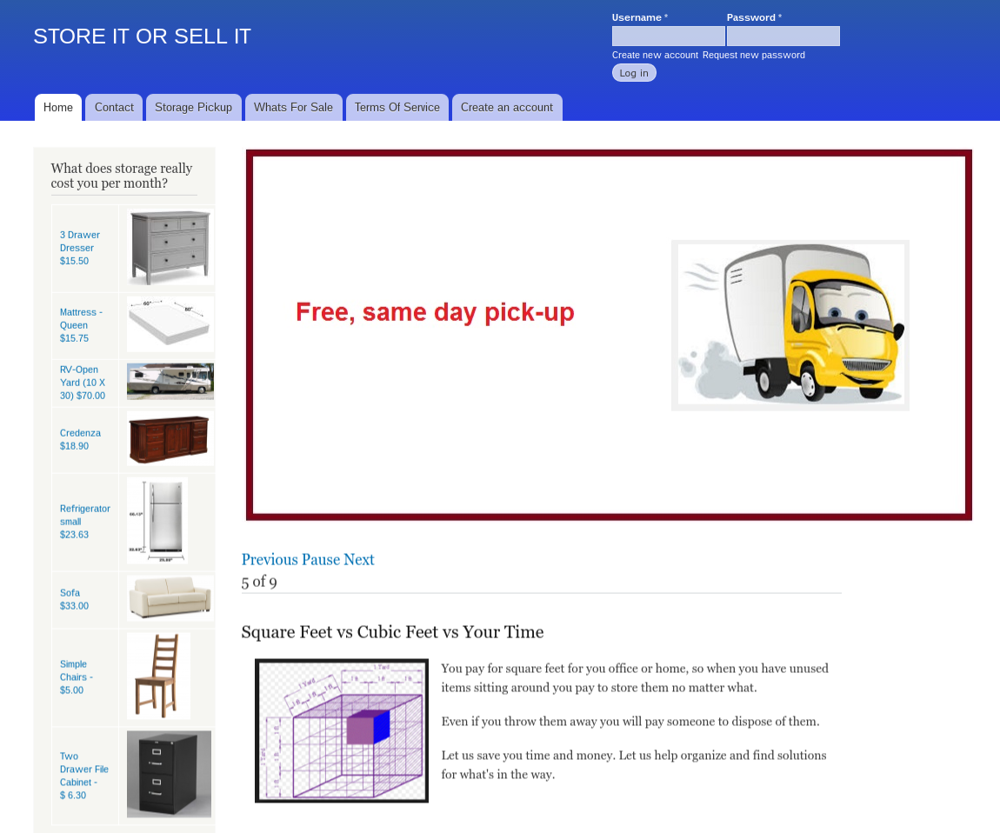 STORE IT OR SELL IT
Username *
Password *
Create new account Request new password
Log in
Home
Contact
Storage Pickup
Whats For Sale
Terms Of Service
Create an account
What does storage really
cost you per month?
3 Drawer
Dresser
$15.50
Mattress -
Queen
$15.75
60"
80"
RV-Open
Yard (10 X
30) $70.00
Credenza
$18.90
Refrigerator
small
$23.63
Sofa
$33.00
Simple
Chairs -
$5.00
Two
Drawer File
Cabinet -
$ 6.30
Free, same day pick-up
Previous Pause Next
5 of 9
Square Feet vs Cubic Feet vs Your Time
You pay for square feet for you office or home, so when you have unused
items sitting around you pay to store them no matter what.
Even if you throw them away you will pay someone to dispose of them.
Let us save you time and money. Let us help organize and find solutions
for what's in the way.